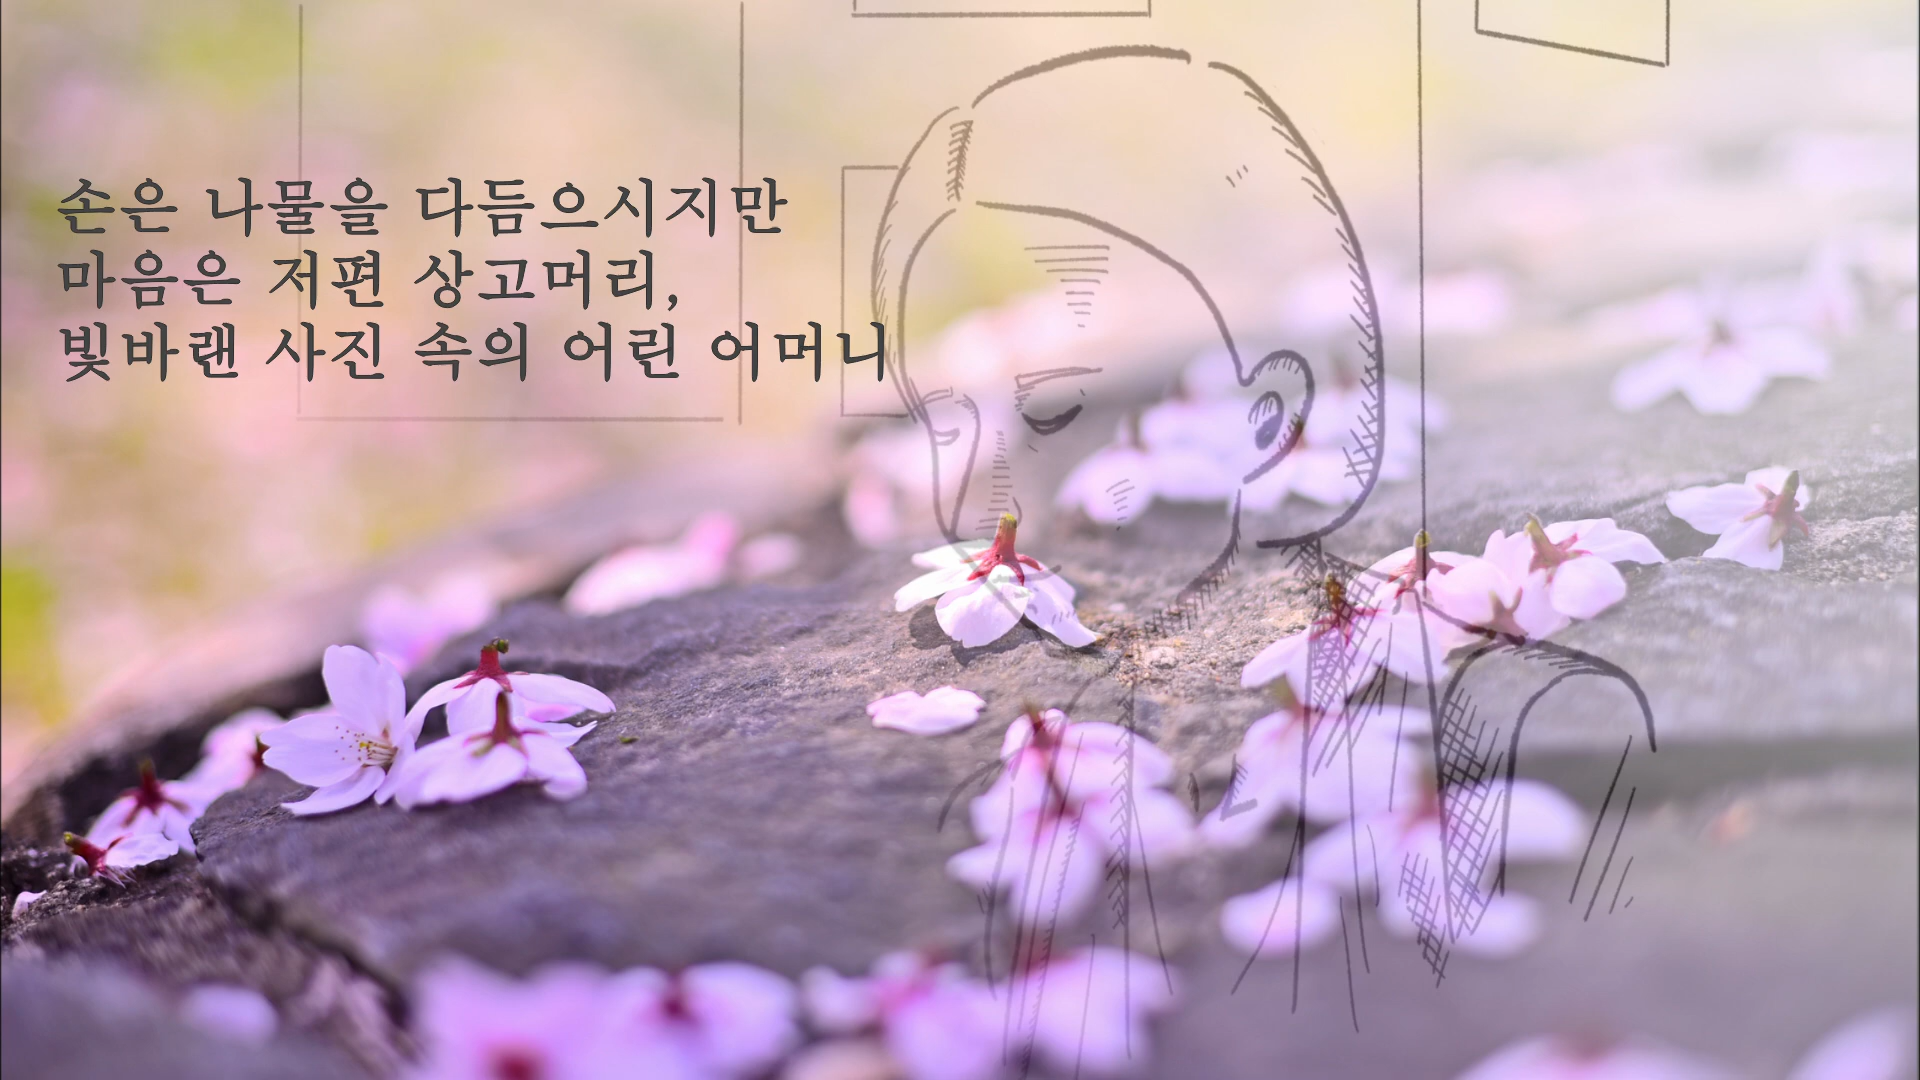 손은 나물을 다듬으시지만
마음은 저편 상고머리,
빛바랜 사진 속의 어린 어머니